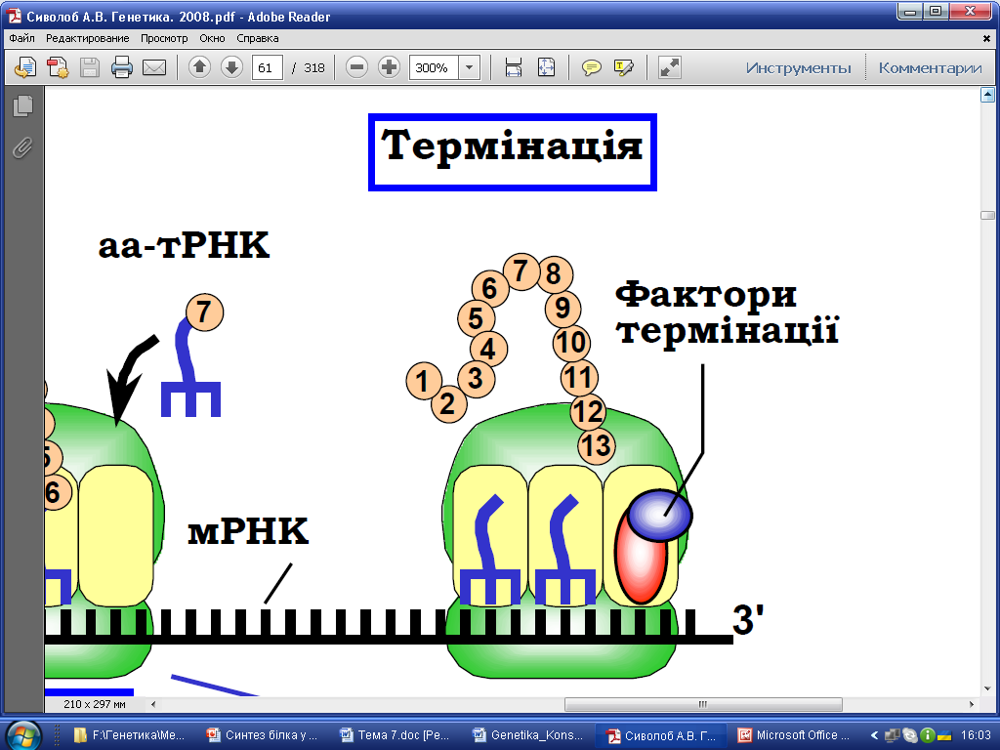 Сиволоб А.В. Генетика. 2008.pdf - Adobe Reader
Файл Редактирование Просмотр Окно Справка
61 / 318 300% Инструменты Комментарии
Термінація
аа-тРНК
7
Фактори
термінації
1 2 3 4 5 6 7 8 9 10 11 12 13
5
6
мРНК
3'
210 x 297 мм
F:\Генетика\Ме... Синтез білка у ... Тема 7.doc [Ре... Genetika_Kons... Сиволоб А.В. Г... Microsoft Office ... 16:03